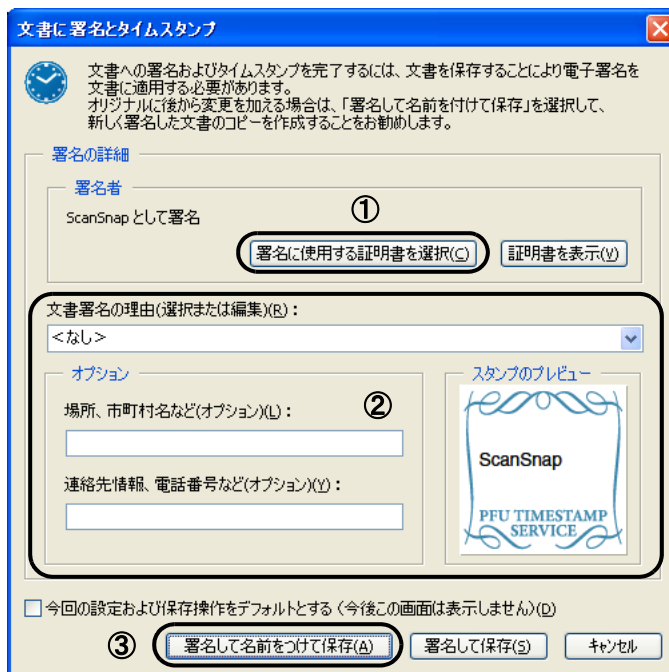 文書に署名とタイムスタンプ
文書への署名およびタイムスタンプを完了するには、文書を保存することにより電子署名を
文書に適用する必要があります。
オリジナルに後から変更を加える場合は、「署名して名前を付けて保存」を選択して、
新しく署名した文書のコピーを作成することをお勧めします。
署名の詳細
署名者
ScanSnap として署名
①
署名に使用する証明書を選択(C) 証明書を表示(V)
文書署名の理由(選択または編集)(R)：
<なし>
オプション
場所、市町村名など(オプション)(L)：
②
連絡先情報、電話番号など(オプション)(Y)：
スタンプのプレビュー
ScanSnap
PFU TIMESTAMP
SERVICE
今回の設定および保存操作をデフォルトとする (今後この画面は表示しません)(D)
③ 署名して名前をつけて保存(A) 署名して保存(S) キャンセル